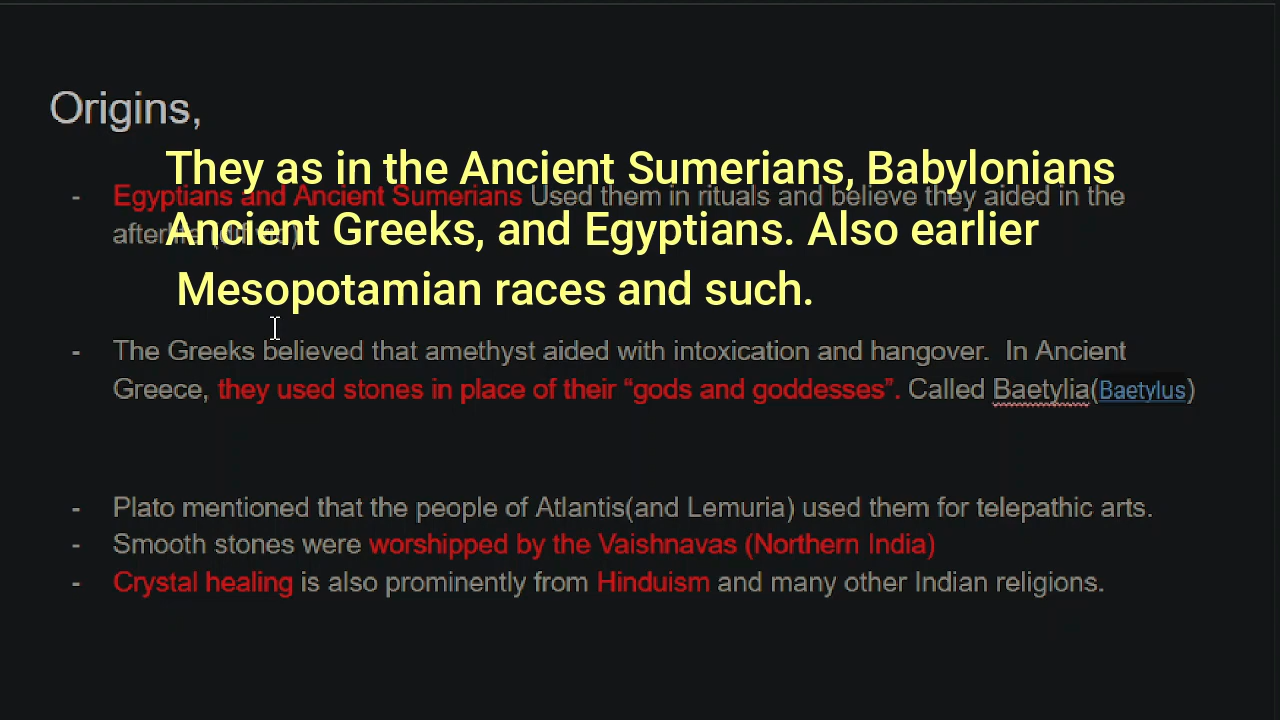 Origins,
They as in the Ancient Sumerians, Babylonians
- Egyptians and Ancient Sumerians Used them in rituals and believe they aided in the
Ancient Greeks, and Egyptians. Also earlier
Mesopotamian races and such.
- The Greeks believed that amethyst aided with intoxication and hangover. In Ancient
Greece, they used stones in place of their “gods and goddesses”. Called Baetylia(Baetylus)
- Plato mentioned that the people of Atlantis(and Lemuria) used them for telepathic arts.
- Smooth stones were worshipped by the Vaishnavas (Northern India)
- Crystal healing is also prominently from Hinduism and many other Indian religions.